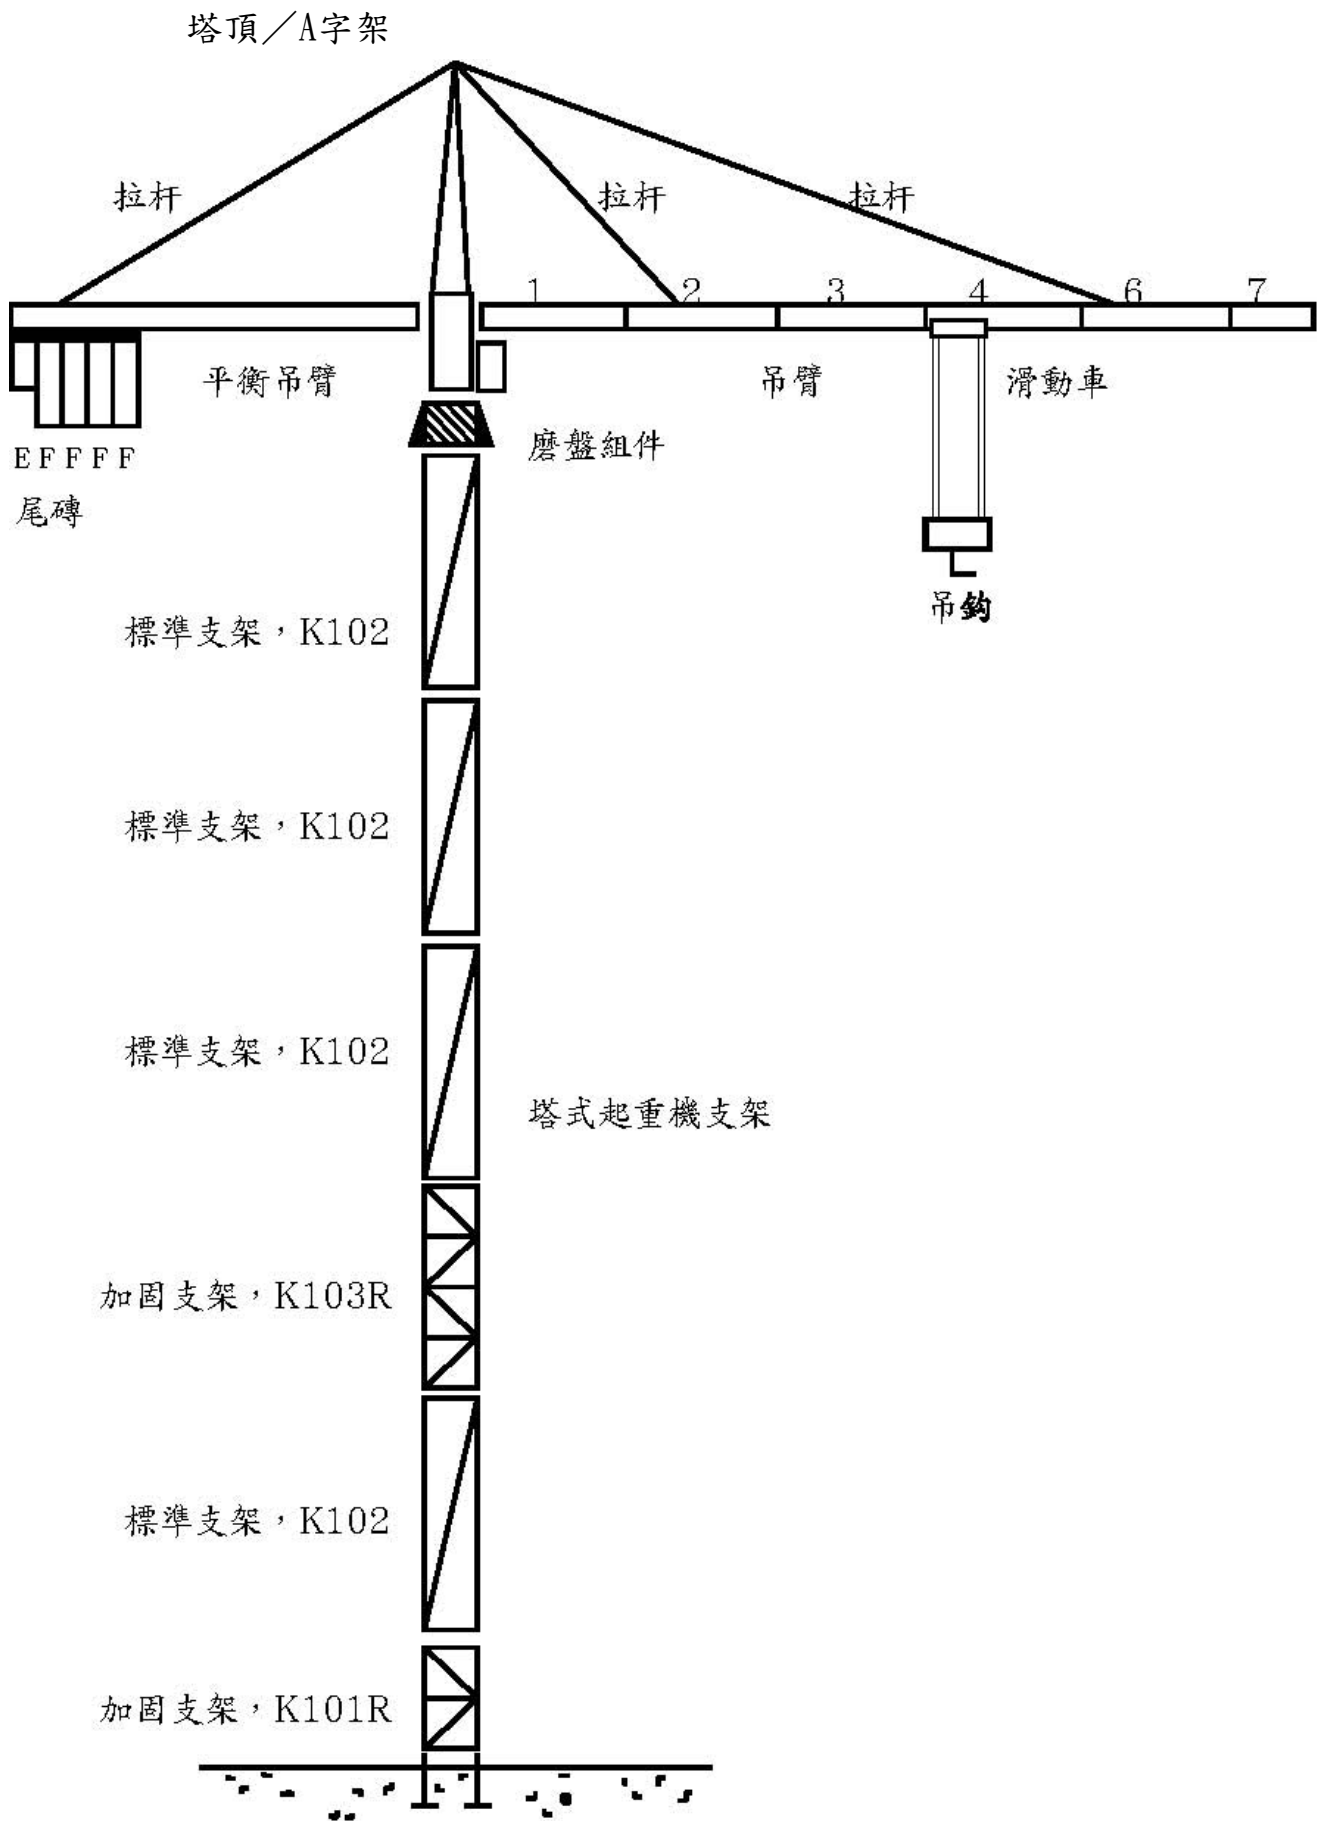 塔頂／A字架
拉杆
拉杆
拉杆
1 2 3 4 6 7
平衡吊臂
吊臂
滑動車
磨盤組件
E F F F F
尾磚
吊鈎
標準支架，K102
標準支架，K102
標準支架，K102
塔式起重機支架
加固支架，K103R
標準支架，K102
加固支架，K101R